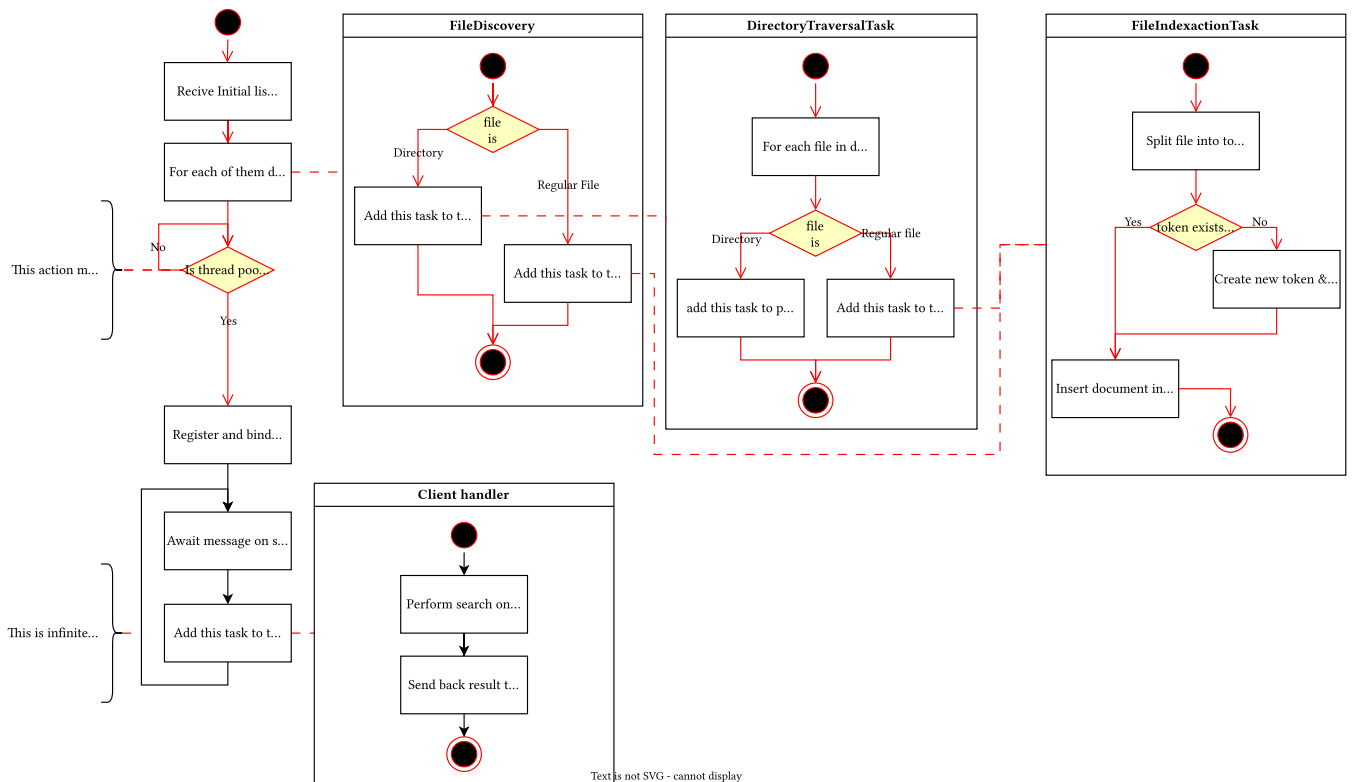 Recive Initial lis...
For each of them d...
No
Is thread poo...
This action m...
Yes
Register and bind...
Await message on s...
This is infinite...
Add this task to t...
FileDiscovery
file
is
Directory
Regular File
Add this task to t...
Add this task to t...
DirectoryTraversalTask
For each file in d...
file
is
Directory
Regular file
add this task to p...
Add this task to t...
FileIndexactionTask
Split file into to...
Yes
token exists...
No
Create new token &...
Insert document in...
Client handler
Perform search on...
Send back result t...
Text is not SVG - cannot display